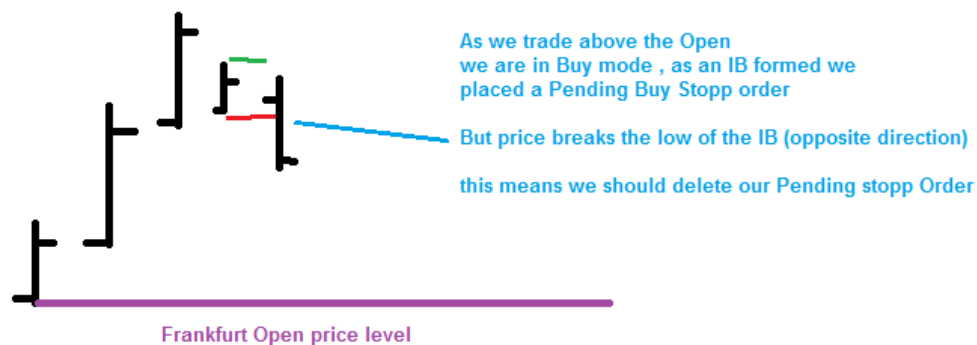 As we trade above the Open
we are in Buy mode , as an IB formed we
placed a Pending Buy Stopp order
But price breaks the low of the IB (opposite direction)
this means we should delete our Pending stopp Order
Frankfurt Open price level